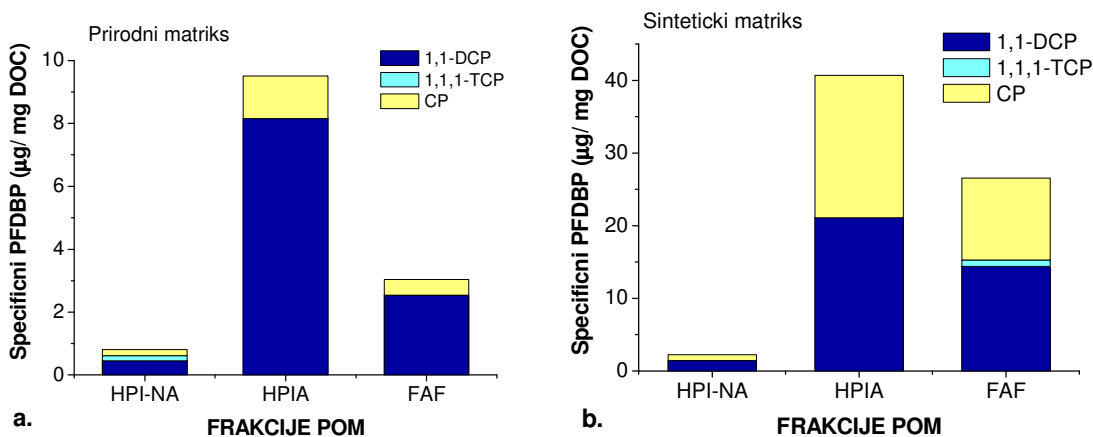 Prirodni matriks
1,1-DCP
1,1,1-TCP
CP
10
8
6
4
2
0
Specificni PFDBP (µg/ mg DOC)
HPI-NA HPIA FAF
a. FRAKCIJE POM
Sinteticki matriks
1,1-DCP
1,1,1-TCP
CP
40
30
20
10
0
Specificni PFDBP (µg/ mg DOC)
HPI-NA HPIA FAF
b. FRAKCIJE POM